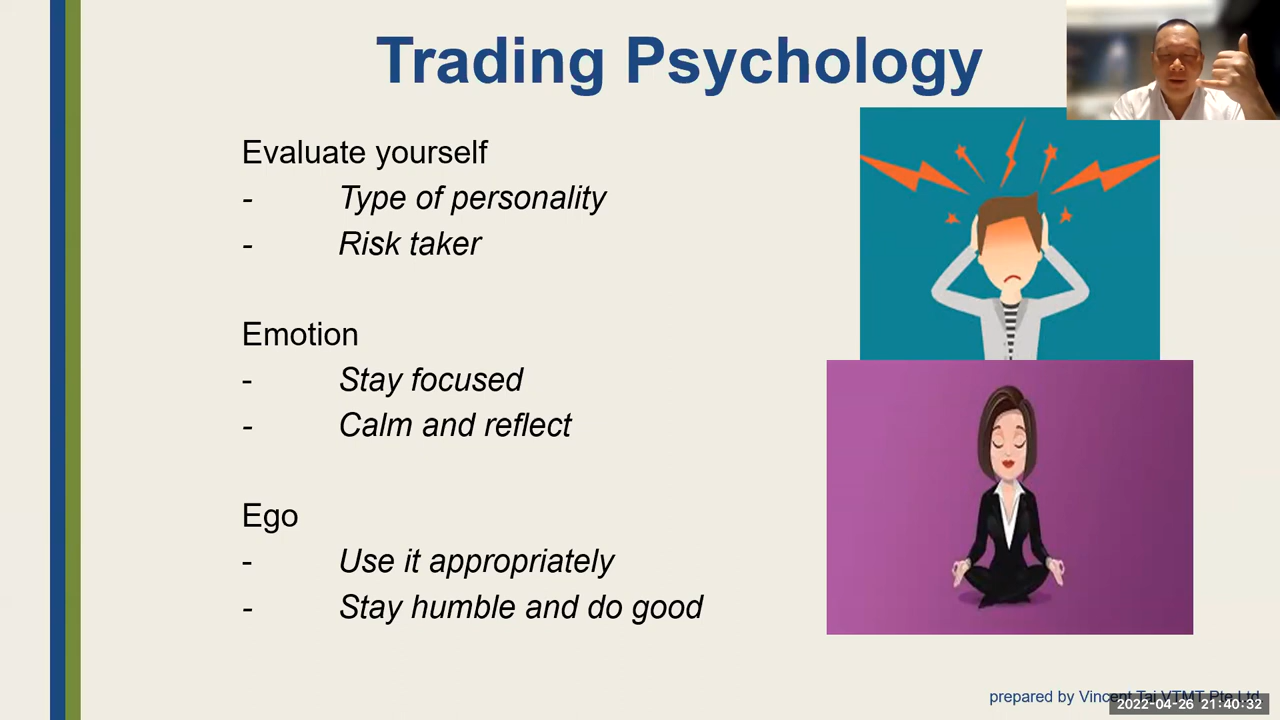 Trading Psychology
Evaluate yourself
- Type of personality
- Risk taker
Emotion
- Stay focused
- Calm and reflect
Ego
- Use it appropriately
- Stay humble and do good
prepared by Vincent Tai VTMT Pte Ltd
2022-04-26 21:40:32